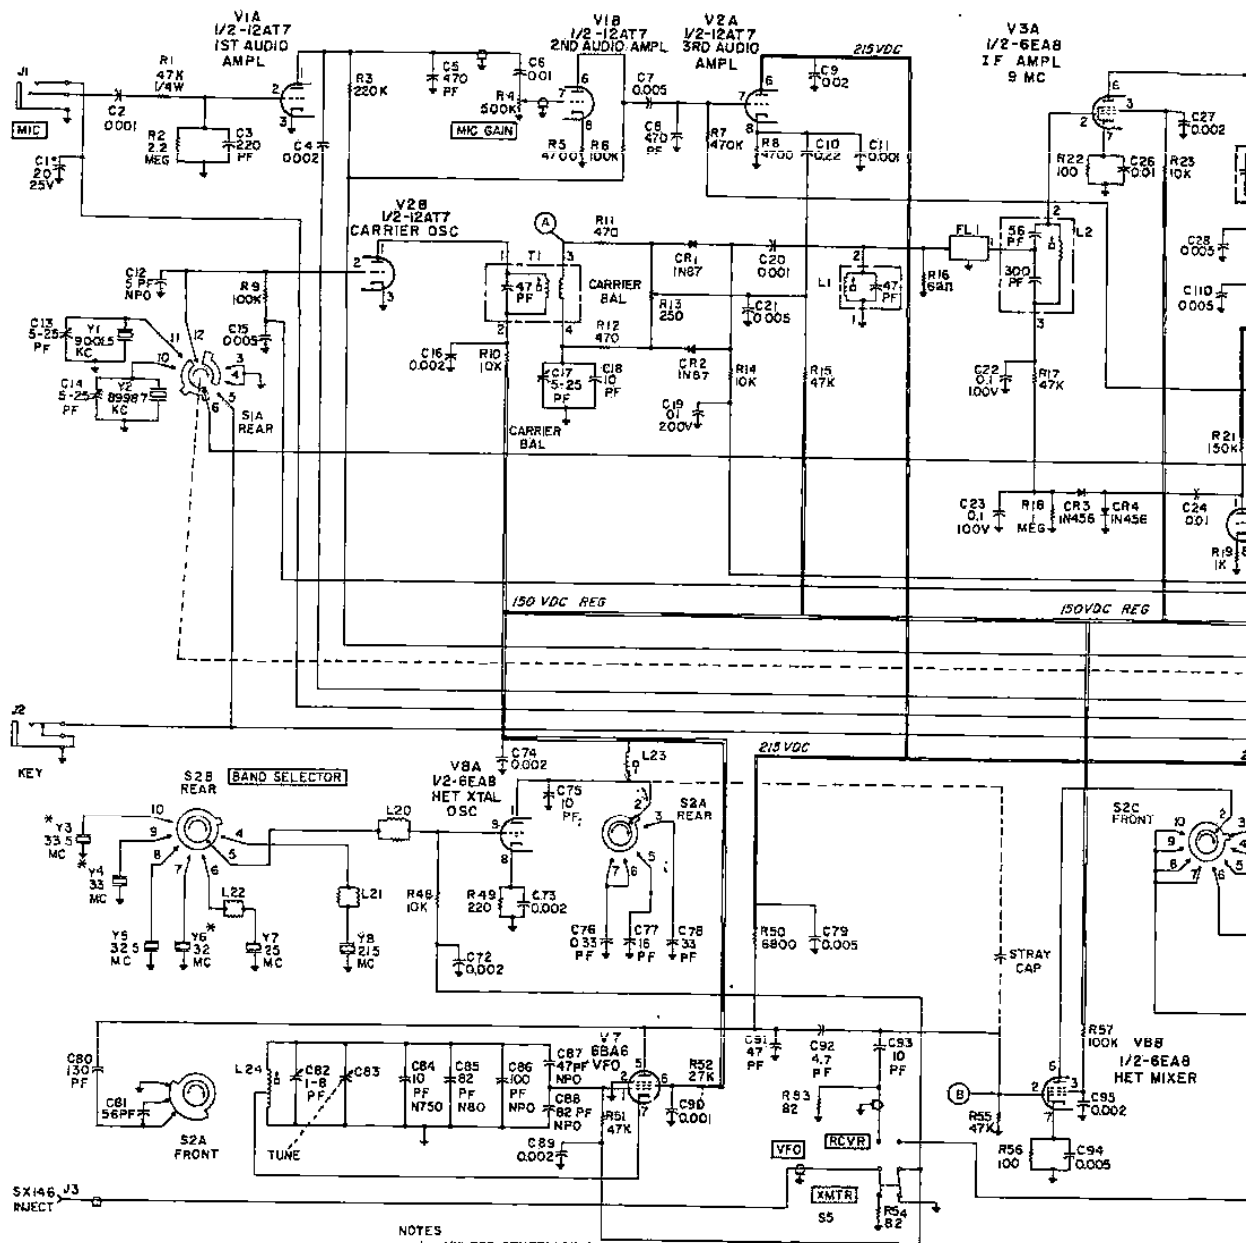 V1A
1/2-12AT7
1ST AUDIO
AMPL
V1B
1/2-12AT7
2ND AUDIO AMPL
V2A
1/2-12AT7
3RD AUDIO
AMPL
215 VDC
V3A
1/2-6EA8
I F AMPL
9 MC
J1
MIC
R1
47K
1/4W
C2
0.001
R2
2.2
MEG
C3
220
PF
C1
20
25V
C4
0.002
R3
220K
C5
470
PF
C6
0.01
R4
500K
MIC GAIN
R5
4700
R6
100K
C7
0.005
C8
470
PF
R7
470K
R8
4700
C9
0.02
C10
0.22
C11
0.001
R22
100
C26
0.01
R23
10K
C27
0.002
V2B
1/2-12AT7
CARRIER OSC
A
R11
470
T1
47
PF
CARRIER
BAL
R12
470
CR1
1N87
R13
250
CR2
1N87
C20
0.001
C21
0.005
L1
47
PF
R16
FL1
56
PF
300
PF
L2
C28
0.005
C110
0.005
C12
5 PF
NPO
R9
100K
C13
5-25
PF
Y1
9001.5
KC
C14
5-25
PF
Y2
8998.7
KC
C15
0.005
S1A
REAR
C16
0.002
R10
10K
C17
5-25
PF
C18
10
PF
CARRIER
BAL
C19
0.1
200V
R14
10K
R15
47K
C22
0.1
100V
R17
47K
R21
150K
C23
0.1
100V
R18
MEG
CR3
1N456
CR4
1N456
C24
0.01
R19
1K
150 VDC REG
150VDC REG
J2
KEY
S2B
REAR
BAND SELECTOR
Y3
33.5
MC
Y4
33
MC
Y5
32.5
MC
Y6
32
MC
L22
Y7
25
MC
L21
Y8
21.5
MC
L20
C74
0.002
V8A
1/2-6EA8
HET XTAL
OSC
R48
10K
R49
220
C73
0.002
C72
0.002
C75
10
PF
L23
S2A
REAR
C76
0.33
PF
C77
16
PF
C78
33
PF
215 VDC
R50
6800
C79
0.005
STRAY
CAP
S2C
FRONT
C80
130
PF
C81
56PF
S2A
FRONT
L24
C82
1-8
PF
C83
TUNE
C84
10
PF
N750
C85
82
PF
N80
C86
100
PF
NPO
C87
47PF
NPO
C88
82 PF
NPO
C89
0.002
V7
6BA6
VFO
R51
47K
R52
27K
C90
0.001
C91
47
PF
C92
4.7
PF
C93
10
PF
R93
82
VFO
RCVR
XMTR
S5
R54
82
B
R55
47K
R56
100
C94
0.005
C95
0.002
R57
100K
V8B
1/2-6EA8
HET MIXER
SX146
INJECT
J3
NOTES